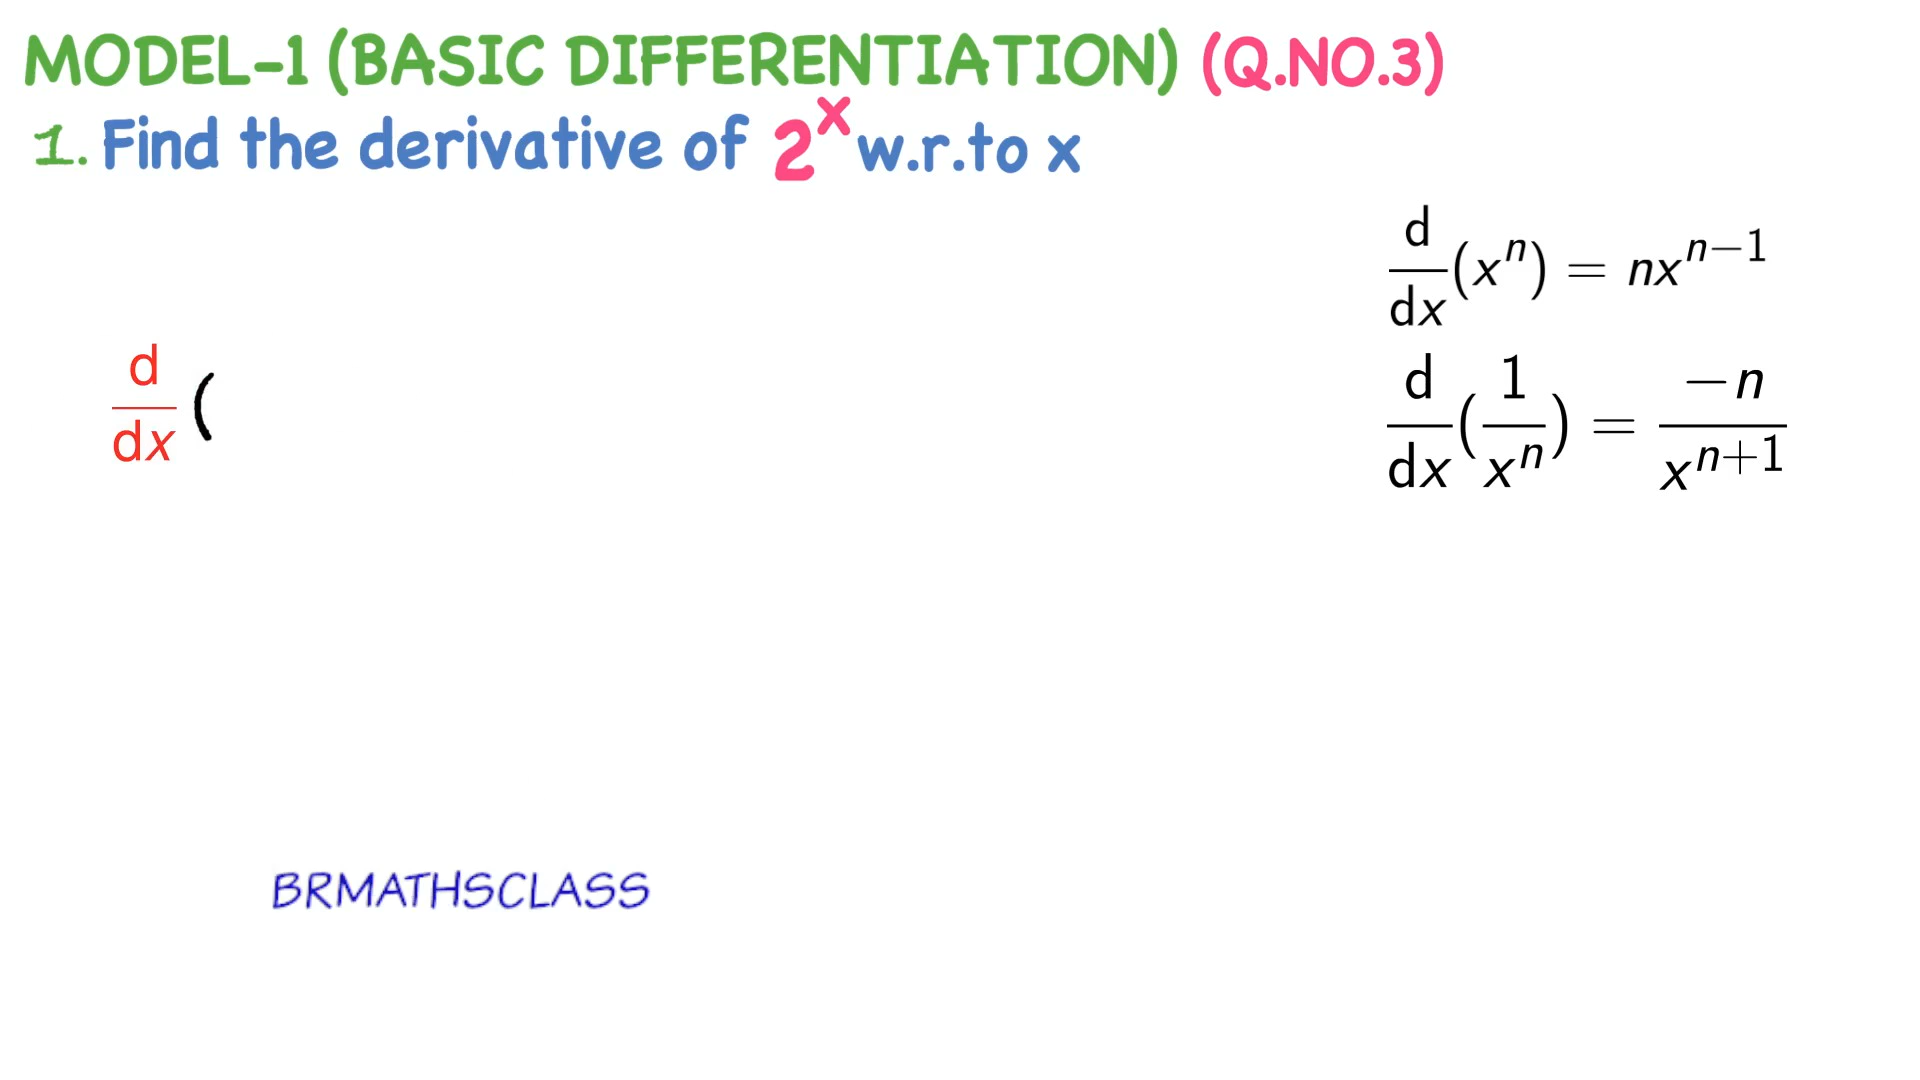 MODEL-1 (BASIC DIFFERENTIATION) (Q.NO.3)
1. Find the derivative of 2^x w.r.to x
d/dx (x^n) = nx^{n-1}
d/dx (
d/dx (1/x^n) = -n/x^{n+1}
BRMATHSCLASS